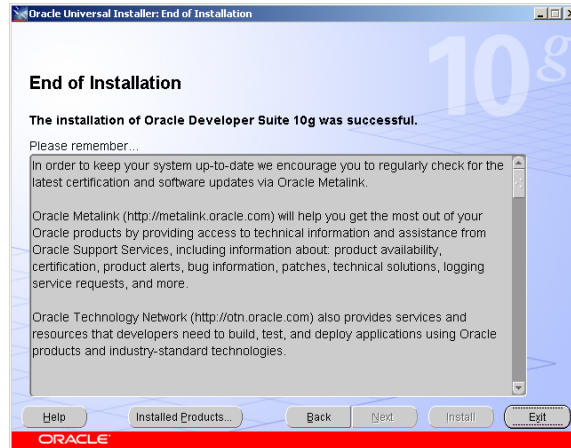 Oracle Universal Installer: End of Installation
10g
End of Installation
The installation of Oracle Developer Suite 10g was successful.
Please remember...
In order to keep your system up-to-date we encourage you to regularly check for the
latest certification and software updates via Oracle Metalink.
Oracle Metalink (http://metalink.oracle.com) will help you get the most out of your
Oracle products by providing access to technical information and assistance from
Oracle Support Services, including information about: product availability,
certification, product alerts, bug information, patches, technical solutions, logging
service requests, and more.
Oracle Technology Network (http://otn.oracle.com) also provides services and
resources that developers need to build, test, and deploy applications using Oracle
products and industry-standard technologies.
Help
Installed Products...
Back
Next
Install
Exit
ORACLE